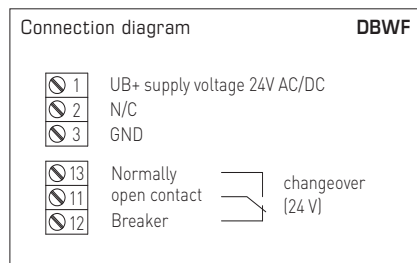 Connection diagram DBWF
1 UB+ supply voltage 24V AC/DC
2 N/C
3 GND
13 Normally
11 open contact
12 Breaker
changeover
(24 V)